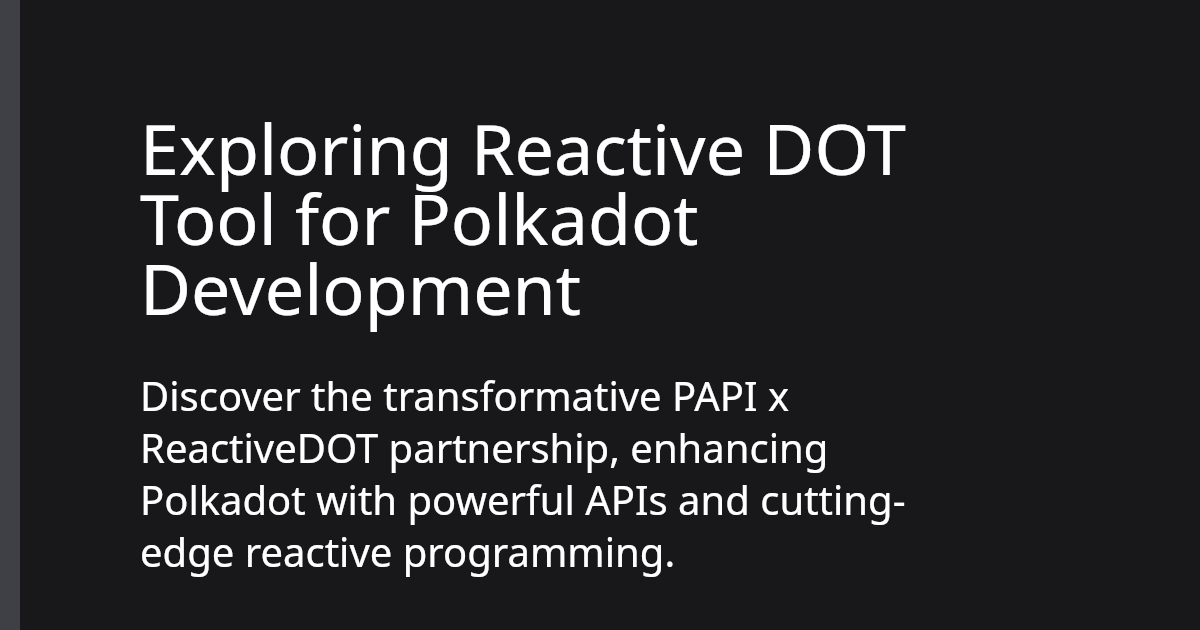 Exploring Reactive DOT
Tool for Polkadot
Development
Discover the transformative PAPI x
ReactiveDOT partnership, enhancing
Polkadot with powerful APIs and cutting-
edge reactive programming.